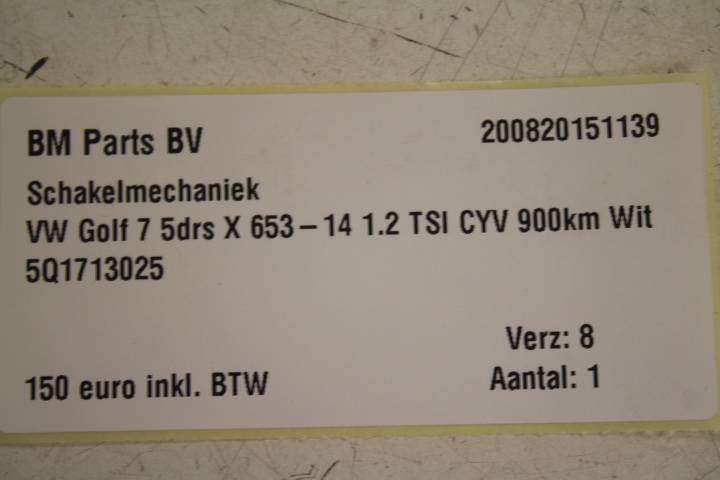 BM Parts BV 200820151139
Schakelmechaniek
VW Golf 7 5drs X 653-14 1.2 TSI CYV 900km Wit
5Q1713025
Verz: 8
150 euro inkl. BTW Aantal: 1